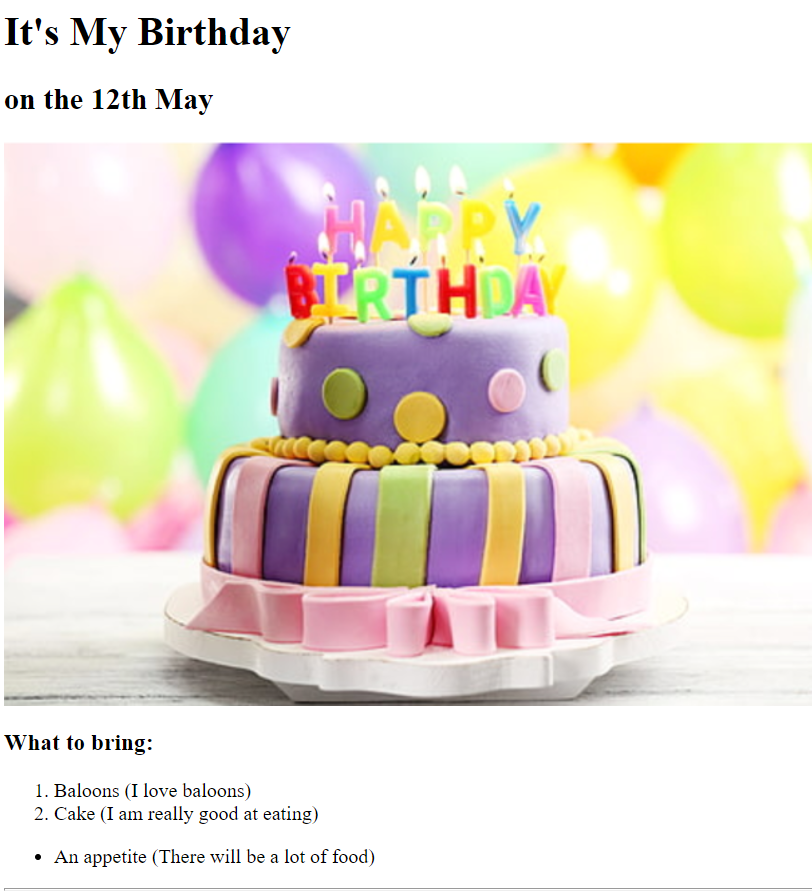 It's My Birthday
on the 12th May
HAPPY
BIRTHDAY
What to bring:
1. Baloons (I love baloons)
2. Cake (I am really good at eating)
• An appetite (There will be a lot of food)